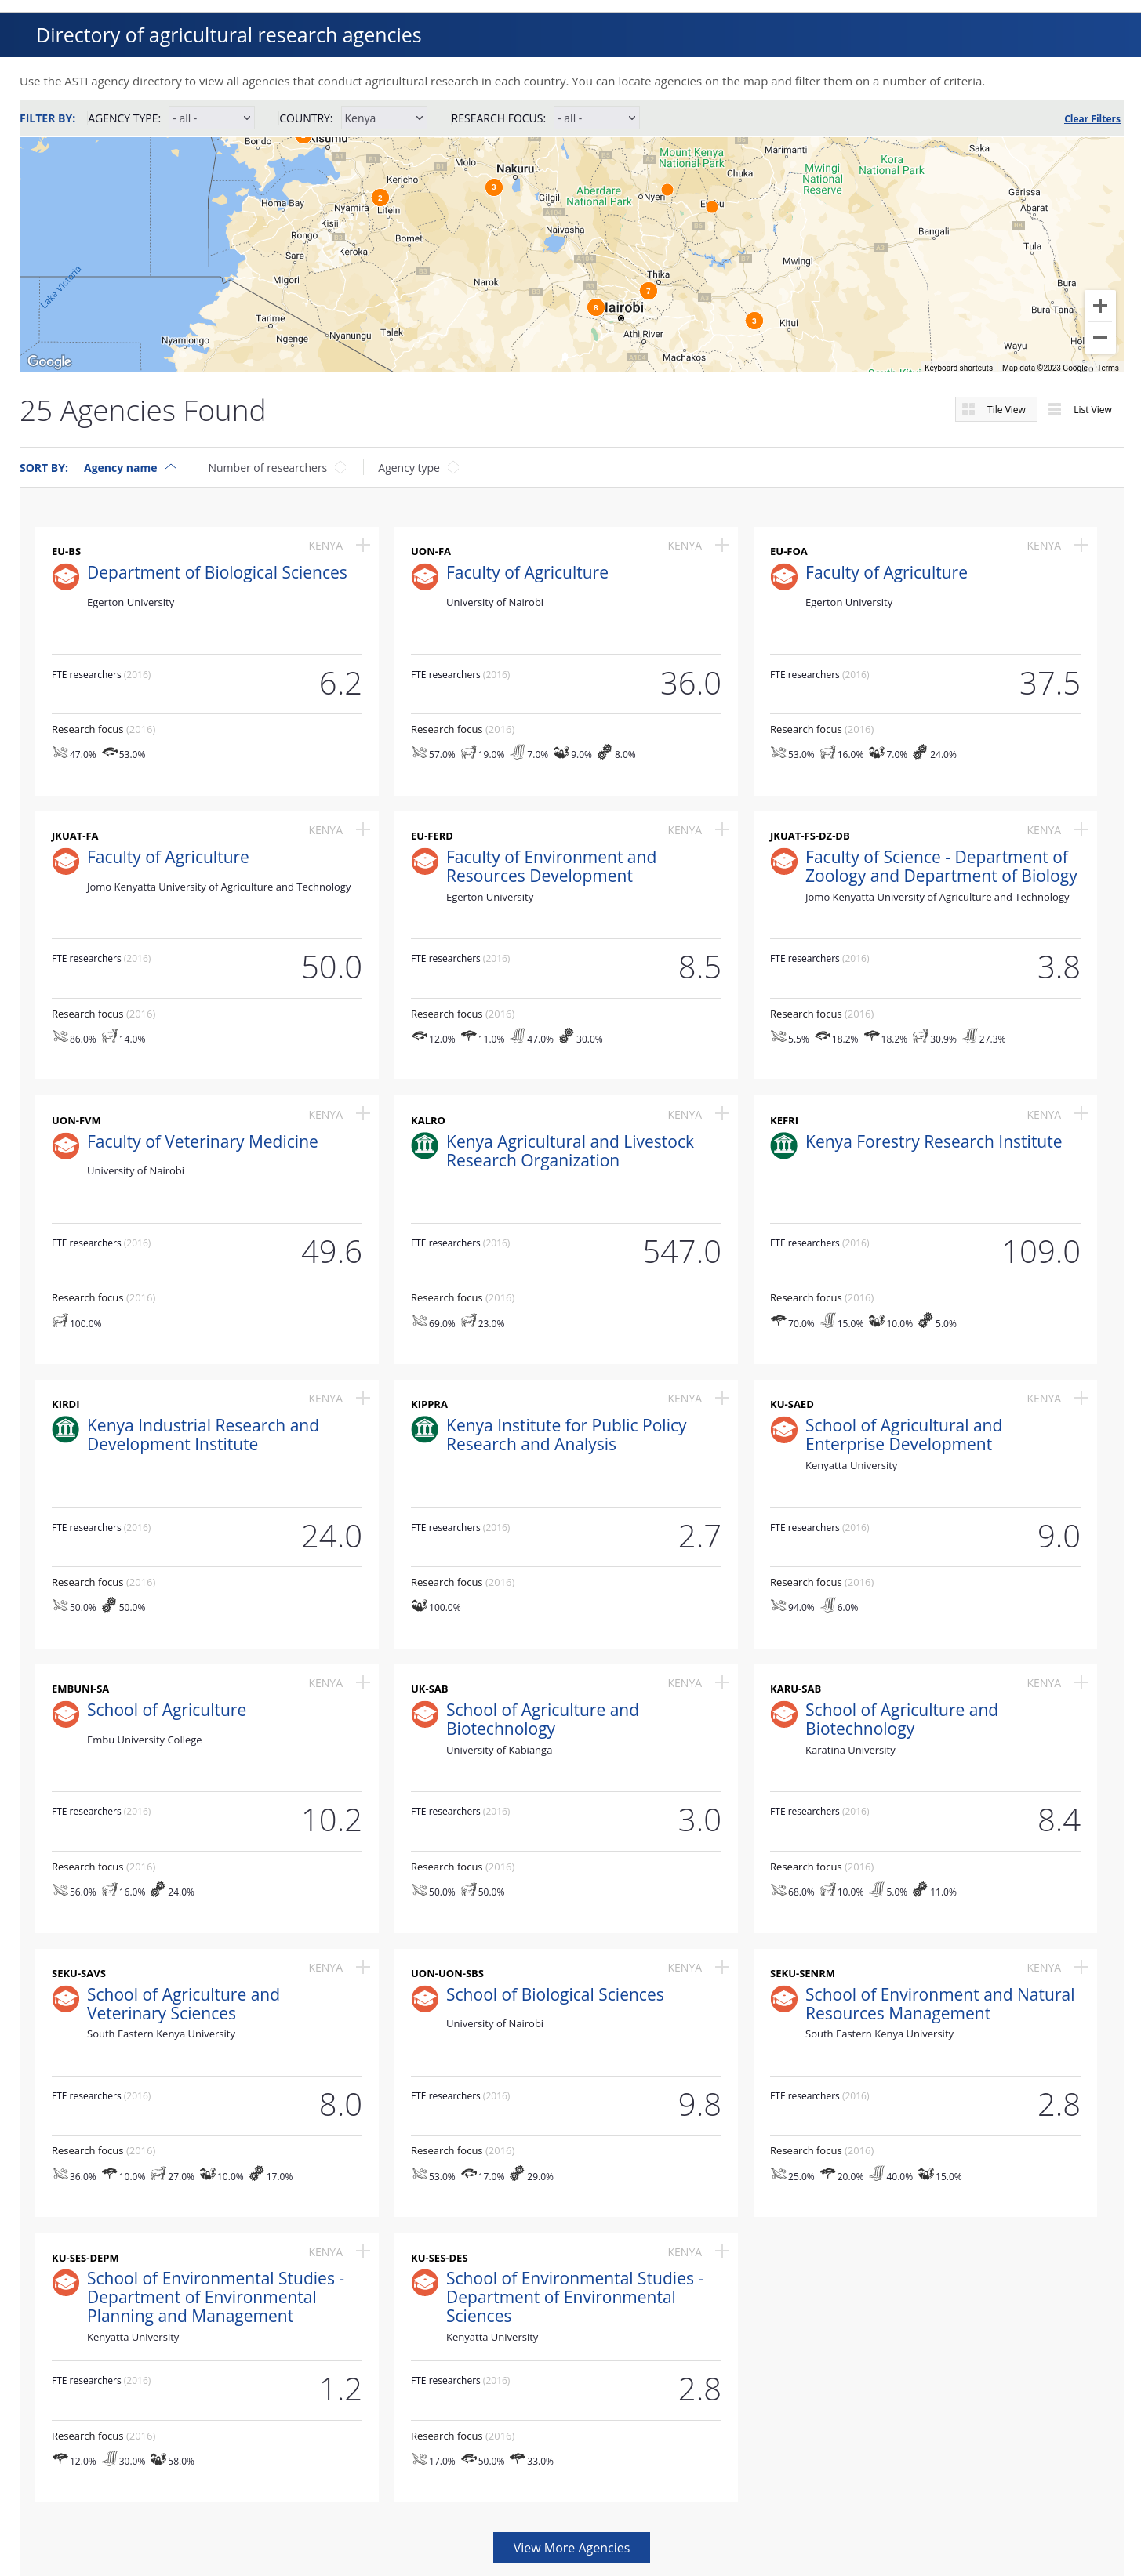 Directory of agricultural research agencies
Use the ASTI agency directory to view all agencies that conduct agricultural research in each country. You can locate agencies on the map and filter them on a number of criteria.
FILTER BY: AGENCY TYPE: - all - COUNTRY: Kenya RESEARCH FOCUS: - all - Clear Filters
Bondo Kisumu Molo Nakuru Mount Kenya National Park Marimanti Kora National Park Saka
Kericho Chuka Mwingi National Reserve
2 3 Aberdare National Park Nyeri Garissa
Homa Bay Nyamira Litein Gilgil Abarat
Kisii Naivasha Bangali
Rongo Bomet Tula
Sare Keroka Mwingi
Migori Narok Thika Bura
Lake Victoria 7
8 Nairobi Bura Tana
Tarime 3 Kitui
Nyamiongo Ngenge Nyanungu Talek Athi River Wayu
Machakos
Google Keyboard shortcuts Map data ©2023 Google Terms
25 Agencies Found
Tile View List View
SORT BY: Agency name Number of researchers Agency type
EU-BS KENYA
Department of Biological Sciences
Egerton University
FTE researchers (2016) 6.2
Research focus (2016)
47.0% 53.0%
UON-FA KENYA
Faculty of Agriculture
University of Nairobi
FTE researchers (2016) 36.0
Research focus (2016)
57.0% 19.0% 7.0% 9.0% 8.0%
EU-FOA KENYA
Faculty of Agriculture
Egerton University
FTE researchers (2016) 37.5
Research focus (2016)
53.0% 16.0% 7.0% 24.0%
JKUAT-FA KENYA
Faculty of Agriculture
Jomo Kenyatta University of Agriculture and Technology
FTE researchers (2016) 50.0
Research focus (2016)
86.0% 14.0%
EU-FERD KENYA
Faculty of Environment and
Resources Development
Egerton University
FTE researchers (2016) 8.5
Research focus (2016)
12.0% 11.0% 47.0% 30.0%
JKUAT-FS-DZ-DB KENYA
Faculty of Science - Department of
Zoology and Department of Biology
Jomo Kenyatta University of Agriculture and Technology
FTE researchers (2016) 3.8
Research focus (2016)
5.5% 18.2% 18.2% 30.9% 27.3%
UON-FVM KENYA
Faculty of Veterinary Medicine
University of Nairobi
FTE researchers (2016) 49.6
Research focus (2016)
100.0%
KALRO KENYA
Kenya Agricultural and Livestock
Research Organization
FTE researchers (2016) 547.0
Research focus (2016)
69.0% 23.0%
KEFRI KENYA
Kenya Forestry Research Institute
FTE researchers (2016) 109.0
Research focus (2016)
70.0% 15.0% 10.0% 5.0%
KIRDI KENYA
Kenya Industrial Research and
Development Institute
FTE researchers (2016) 24.0
Research focus (2016)
50.0% 50.0%
KIPPRA KENYA
Kenya Institute for Public Policy
Research and Analysis
FTE researchers (2016) 2.7
Research focus (2016)
100.0%
KU-SAED KENYA
School of Agricultural and
Enterprise Development
Kenyatta University
FTE researchers (2016) 9.0
Research focus (2016)
94.0% 6.0%
EMBUNI-SA KENYA
School of Agriculture
Embu University College
FTE researchers (2016) 10.2
Research focus (2016)
56.0% 16.0% 24.0%
UK-SAB KENYA
School of Agriculture and
Biotechnology
University of Kabianga
FTE researchers (2016) 3.0
Research focus (2016)
50.0% 50.0%
KARU-SAB KENYA
School of Agriculture and
Biotechnology
Karatina University
FTE researchers (2016) 8.4
Research focus (2016)
68.0% 10.0% 5.0% 11.0%
SEKU-SAVS KENYA
School of Agriculture and
Veterinary Sciences
South Eastern Kenya University
FTE researchers (2016) 8.0
Research focus (2016)
36.0% 10.0% 27.0% 10.0% 17.0%
UON-UON-SBS KENYA
School of Biological Sciences
University of Nairobi
FTE researchers (2016) 9.8
Research focus (2016)
53.0% 17.0% 29.0%
SEKU-SENRM KENYA
School of Environment and Natural
Resources Management
South Eastern Kenya University
FTE researchers (2016) 2.8
Research focus (2016)
25.0% 20.0% 40.0% 15.0%
KU-SES-DEPM KENYA
School of Environmental Studies -
Department of Environmental
Planning and Management
Kenyatta University
FTE researchers (2016) 1.2
Research focus (2016)
12.0% 30.0% 58.0%
KU-SES-DES KENYA
School of Environmental Studies -
Department of Environmental
Sciences
Kenyatta University
FTE researchers (2016) 2.8
Research focus (2016)
17.0% 50.0% 33.0%
View More Agencies